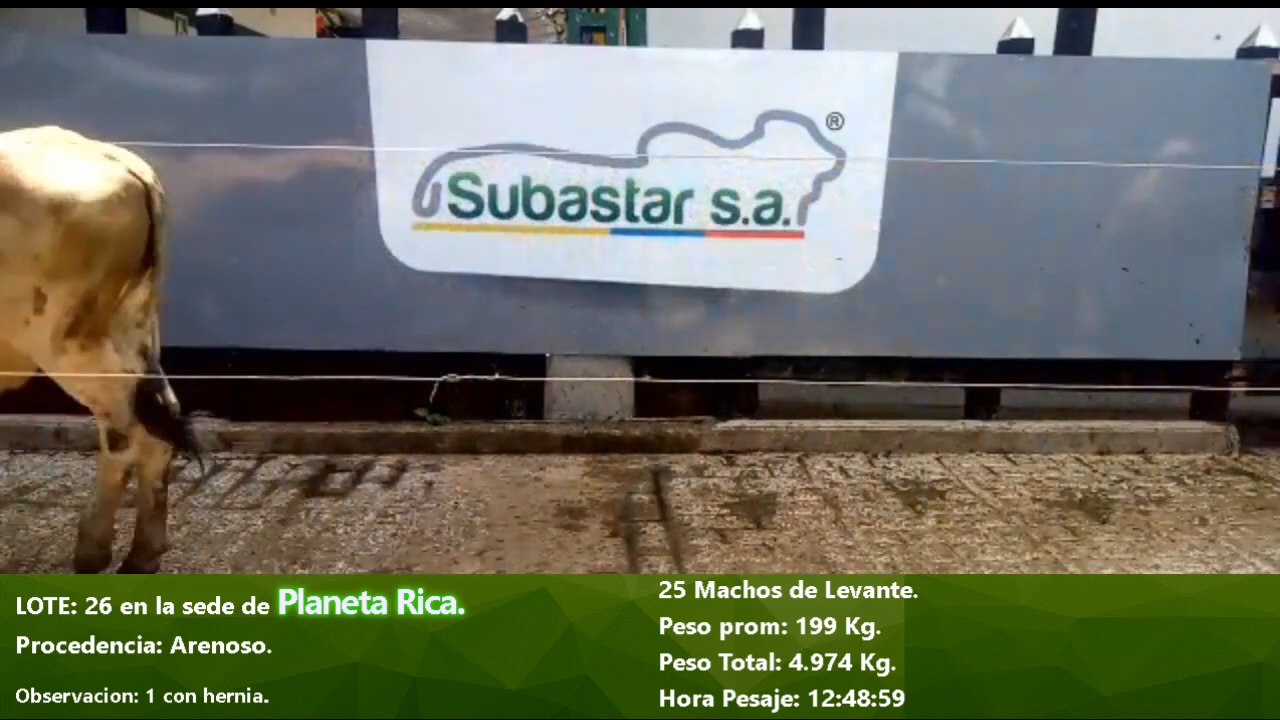 ®
Subastar s.a.
LOTE: 26 en la sede de Planeta Rica.
Procedencia: Arenoso.
Observacion: 1 con hernia.
25 Machos de Levante.
Peso prom: 199 Kg.
Peso Total: 4.974 Kg.
Hora Pesaje: 12:48:59